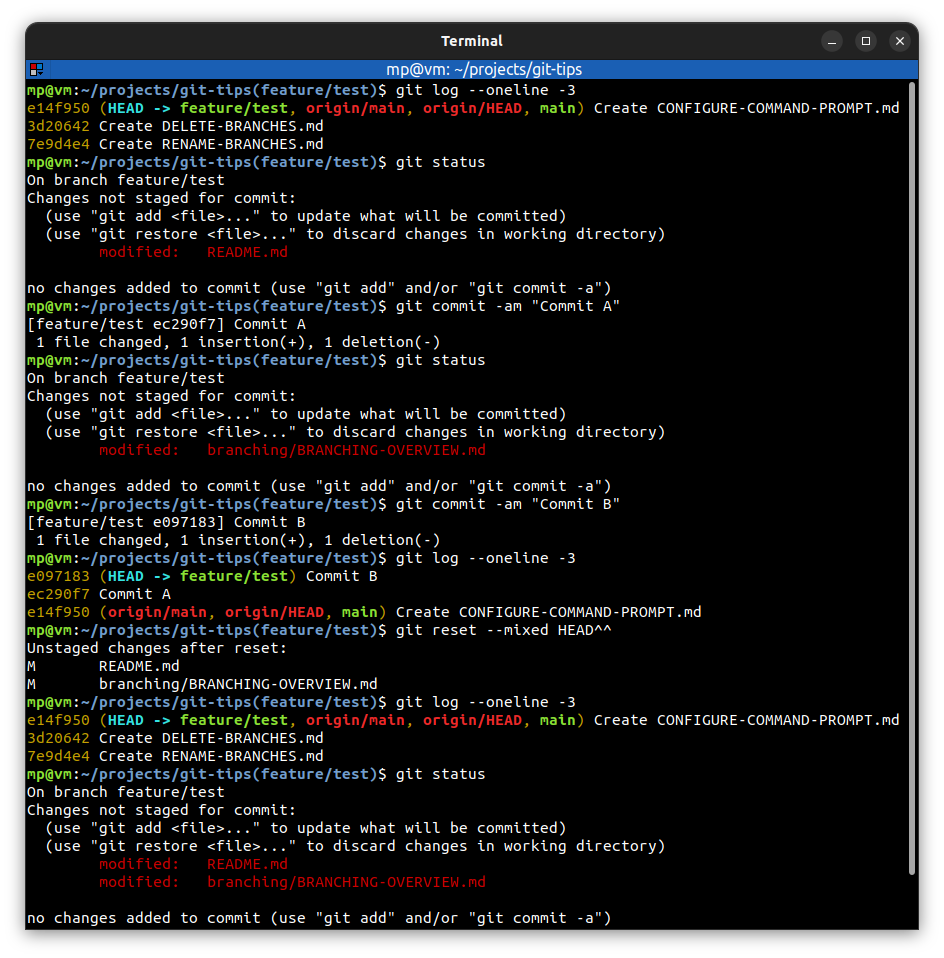 Terminal
mp@vm: ~/projects/git-tips
mp@vm:~/projects/git-tips(feature/test)$ git log --oneline -3
e14f950 (HEAD -> feature/test, origin/main, origin/HEAD, main) Create CONFIGURE-COMMAND-PROMPT.md
3d20642 Create DELETE-BRANCHES.md
7e9d4e4 Create RENAME-BRANCHES.md
mp@vm:~/projects/git-tips(feature/test)$ git status
On branch feature/test
Changes not staged for commit:
  (use "git add <file>..." to update what will be committed)
  (use "git restore <file>..." to discard changes in working directory)
        modified:   README.md

no changes added to commit (use "git add" and/or "git commit -a")
mp@vm:~/projects/git-tips(feature/test)$ git commit -am "Commit A"
[feature/test ec290f7] Commit A
 1 file changed, 1 insertion(+), 1 deletion(-)
mp@vm:~/projects/git-tips(feature/test)$ git status
On branch feature/test
Changes not staged for commit:
  (use "git add <file>..." to update what will be committed)
  (use "git restore <file>..." to discard changes in working directory)
        modified:   branching/BRANCHING-OVERVIEW.md

no changes added to commit (use "git add" and/or "git commit -a")
mp@vm:~/projects/git-tips(feature/test)$ git commit -am "Commit B"
[feature/test e097183] Commit B
 1 file changed, 1 insertion(+), 1 deletion(-)
mp@vm:~/projects/git-tips(feature/test)$ git log --oneline -3
e097183 (HEAD -> feature/test) Commit B
ec290f7 Commit A
e14f950 (origin/main, origin/HEAD, main) Create CONFIGURE-COMMAND-PROMPT.md
mp@vm:~/projects/git-tips(feature/test)$ git reset --mixed HEAD^^
Unstaged changes after reset:
M       README.md
M       branching/BRANCHING-OVERVIEW.md
mp@vm:~/projects/git-tips(feature/test)$ git log --oneline -3
e14f950 (HEAD -> feature/test, origin/main, origin/HEAD, main) Create CONFIGURE-COMMAND-PROMPT.md
3d20642 Create DELETE-BRANCHES.md
7e9d4e4 Create RENAME-BRANCHES.md
mp@vm:~/projects/git-tips(feature/test)$ git status
On branch feature/test
Changes not staged for commit:
  (use "git add <file>..." to update what will be committed)
  (use "git restore <file>..." to discard changes in working directory)
        modified:   README.md
        modified:   branching/BRANCHING-OVERVIEW.md

no changes added to commit (use "git add" and/or "git commit -a")